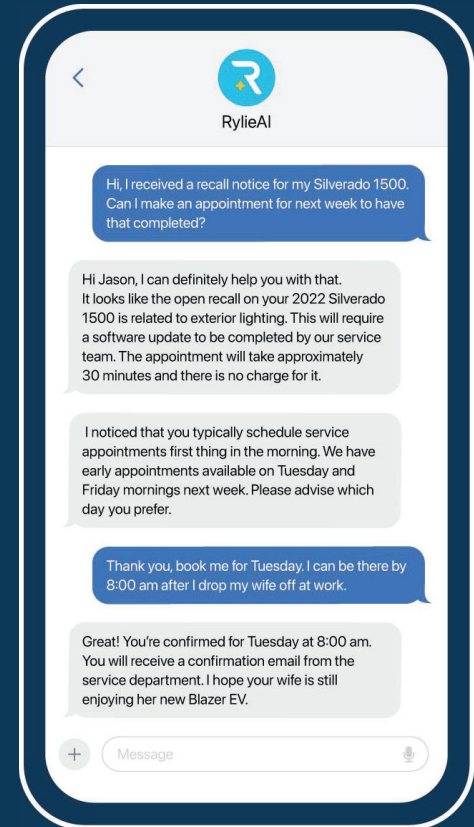 RylieAI
Hi, I received a recall notice for my Silverado 1500.
Can I make an appointment for next week to have
that completed?
Hi Jason, I can definitely help you with that.
It looks like the open recall on your 2022 Silverado
1500 is related to exterior lighting. This will require
a software update to be completed by our service
team. The appointment will take approximately
30 minutes and there is no charge for it.
I noticed that you typically schedule service
appointments first thing in the morning. We have
early appointments available on Tuesday and
Friday mornings next week. Please advise which
day you prefer.
Thank you, book me for Tuesday. I can be there by
8:00 am after I drop my wife off at work.
Great! You're confirmed for Tuesday at 8:00 am.
You will receive a confirmation email from the
service department. I hope your wife is still
enjoying her new Blazer EV.
Message